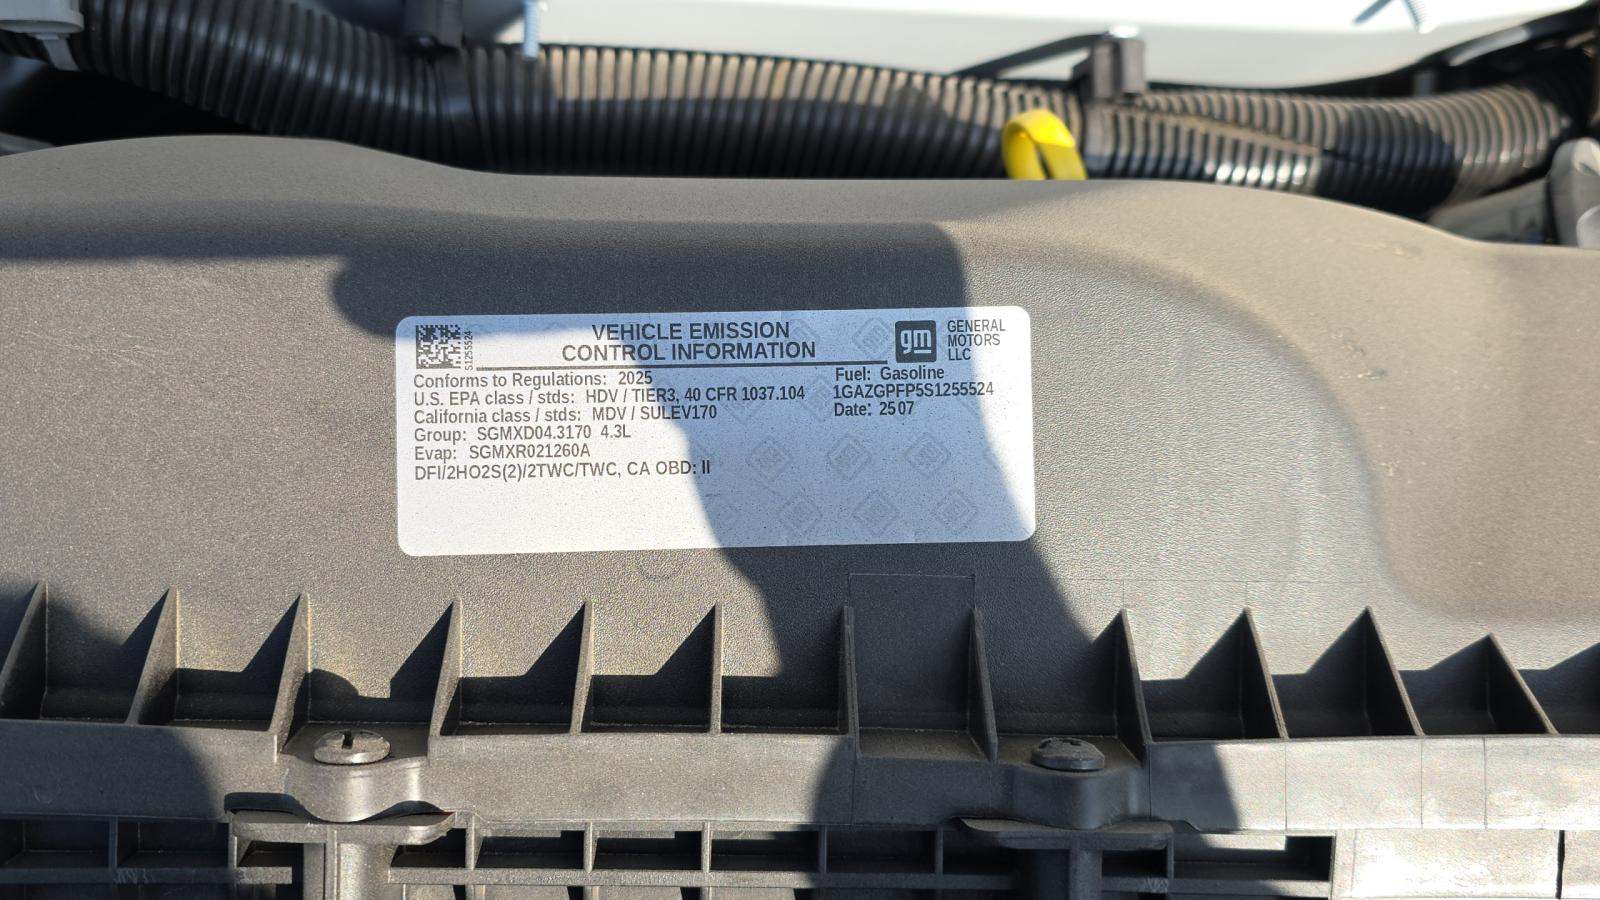 S1255524
VEHICLE EMISSION
CONTROL INFORMATION
gm
GENERAL
MOTORS
LLC
Conforms to Regulations: 2025
U.S. EPA class / stds: HDV / TIER3, 40 CFR 1037.104
California class / stds: MDV / SULEV170
Group: SGMXD04.3170 4.3L
Evap: SGMXR021260A
DFI/2HO2S(2)/2TWC/TWC, CA OBD: II
Fuel: Gasoline
1GAZGPFP5S1255524
Date: 2507